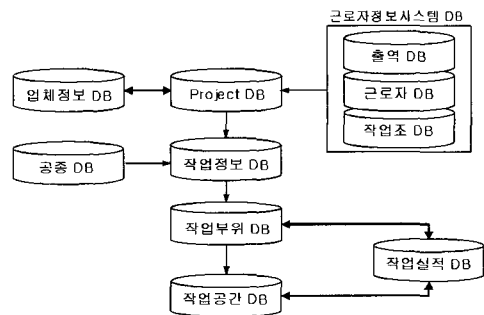 근로자정보시스템 DB
출역 DB
업체정보 DB
Project DB
근로자 DB
작업조 DB
공종 DB
작업정보 DB
작업부위 DB
작업실적 DB
작업공간 DB